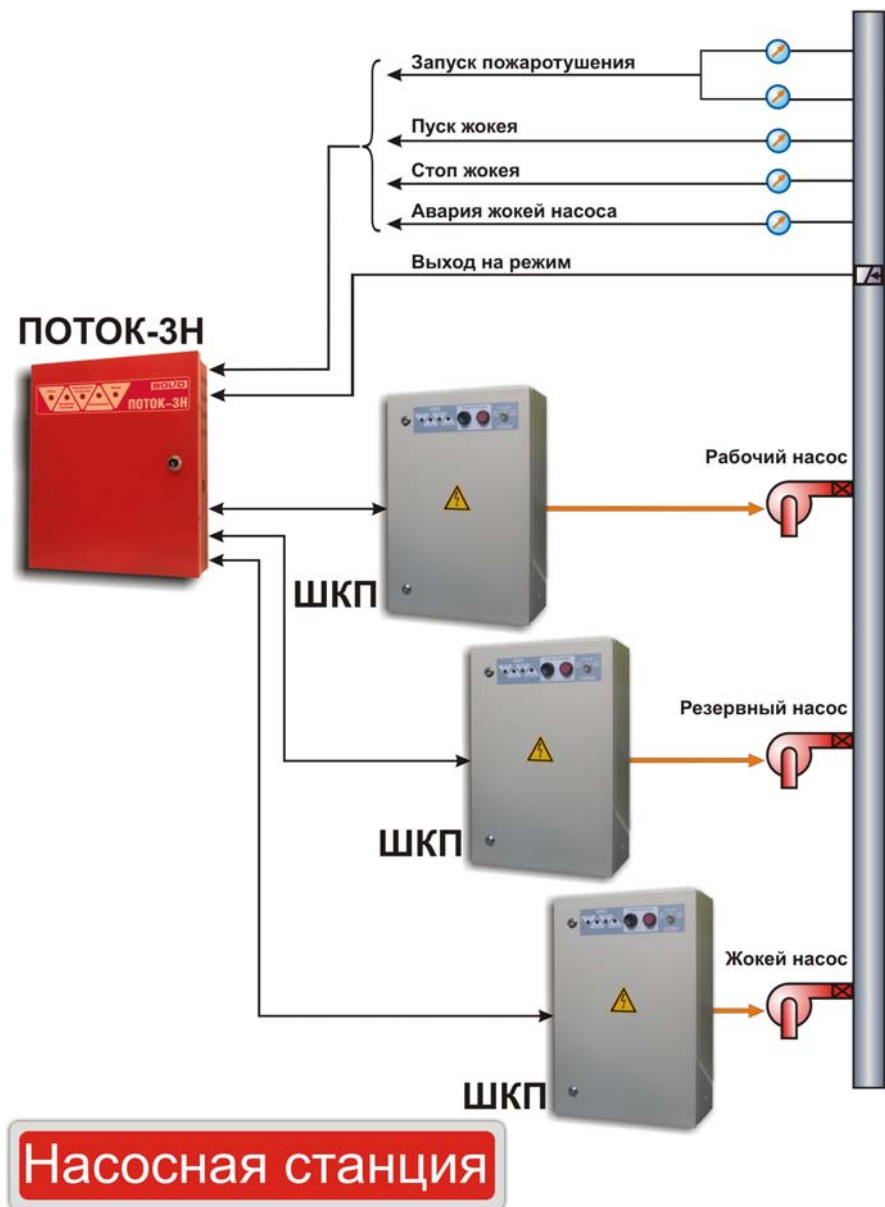 Запуск пожаротушения
Пуск жокея
Стоп жокея
Авария жокей насоса
Выход на режим
ПОТОК-3Н
BOLID
ПОТОК-3Н
Рабочий насос
ШКП
Резервный насос
ШКП
Жокей насос
ШКП
Насосная станция